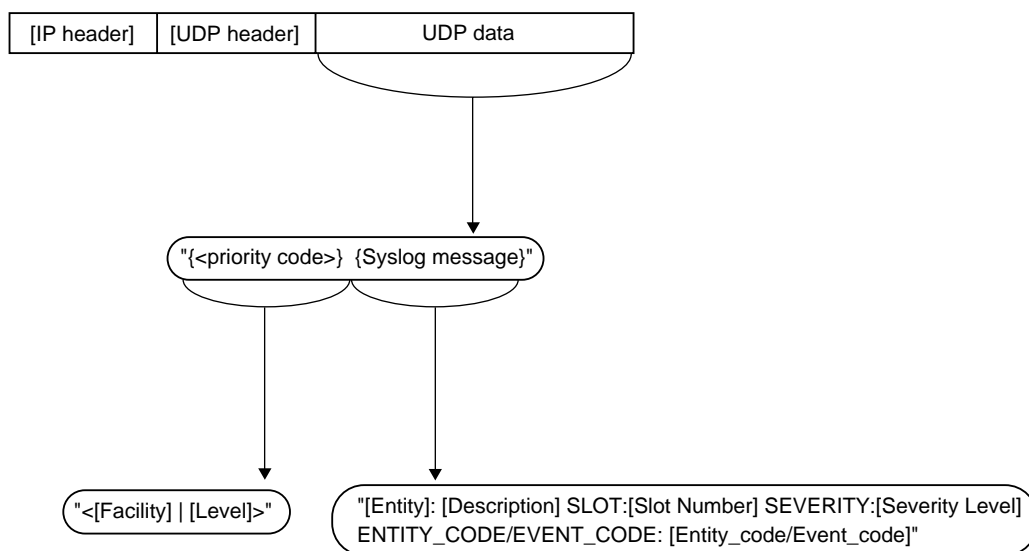 [IP header] [UDP header] UDP data
"{<priority code>}  {Syslog message}"
"<[Facility] | [Level]>"
"[Entity]: [Description] SLOT:[Slot Number] SEVERITY:[Severity Level]
ENTITY_CODE/EVENT_CODE: [Entity_code/Event_code]"